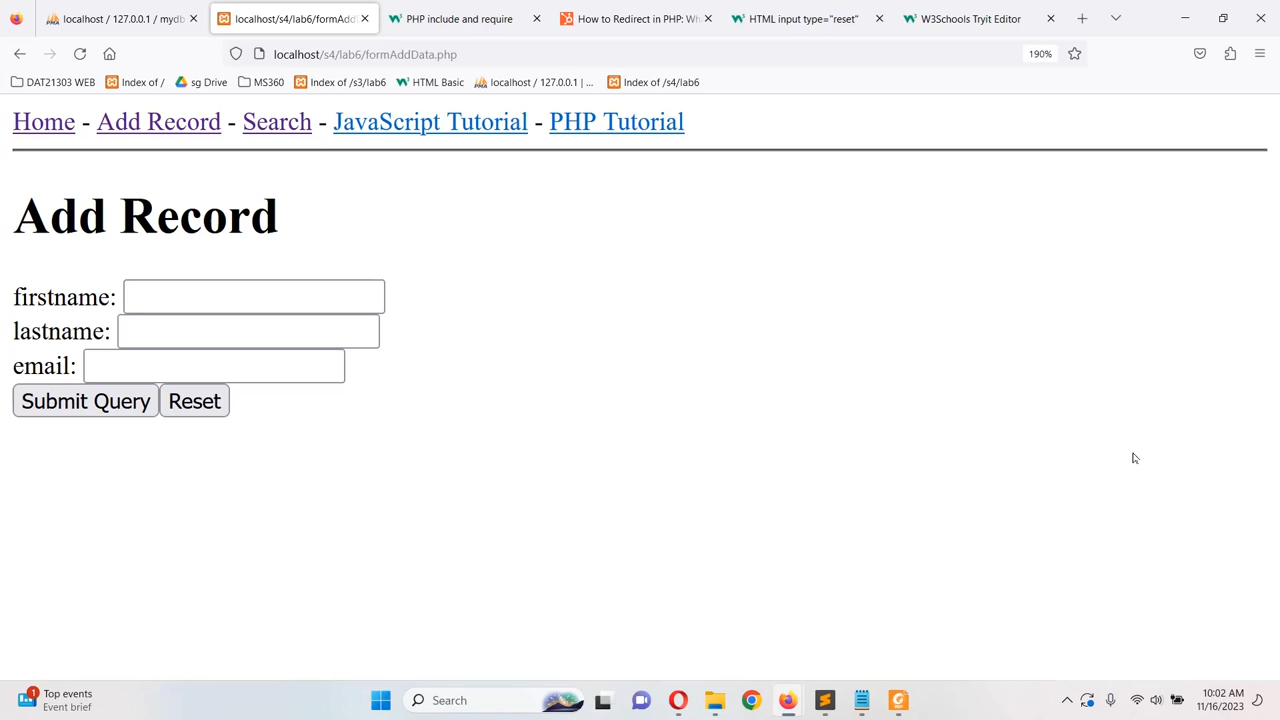 localhost / 127.0.0.1 / mydb
localhost/s4/lab6/formAdd
PHP include and require
How to Redirect in PHP: Wh
HTML input type="reset"
W3Schools Tryit Editor
localhost/s4/lab6/formAddData.php
190%
DAT21303 WEB
Index of /
sg Drive
MS360
Index of /s3/lab6
HTML Basic
localhost / 127.0.0.1 | ...
Index of /s4/lab6
Home - Add Record - Search - JavaScript Tutorial - PHP Tutorial
Add Record
firstname:
lastname:
email:
Submit Query
Reset
1
Top events
Event brief
Search
10:02 AM
11/16/2023